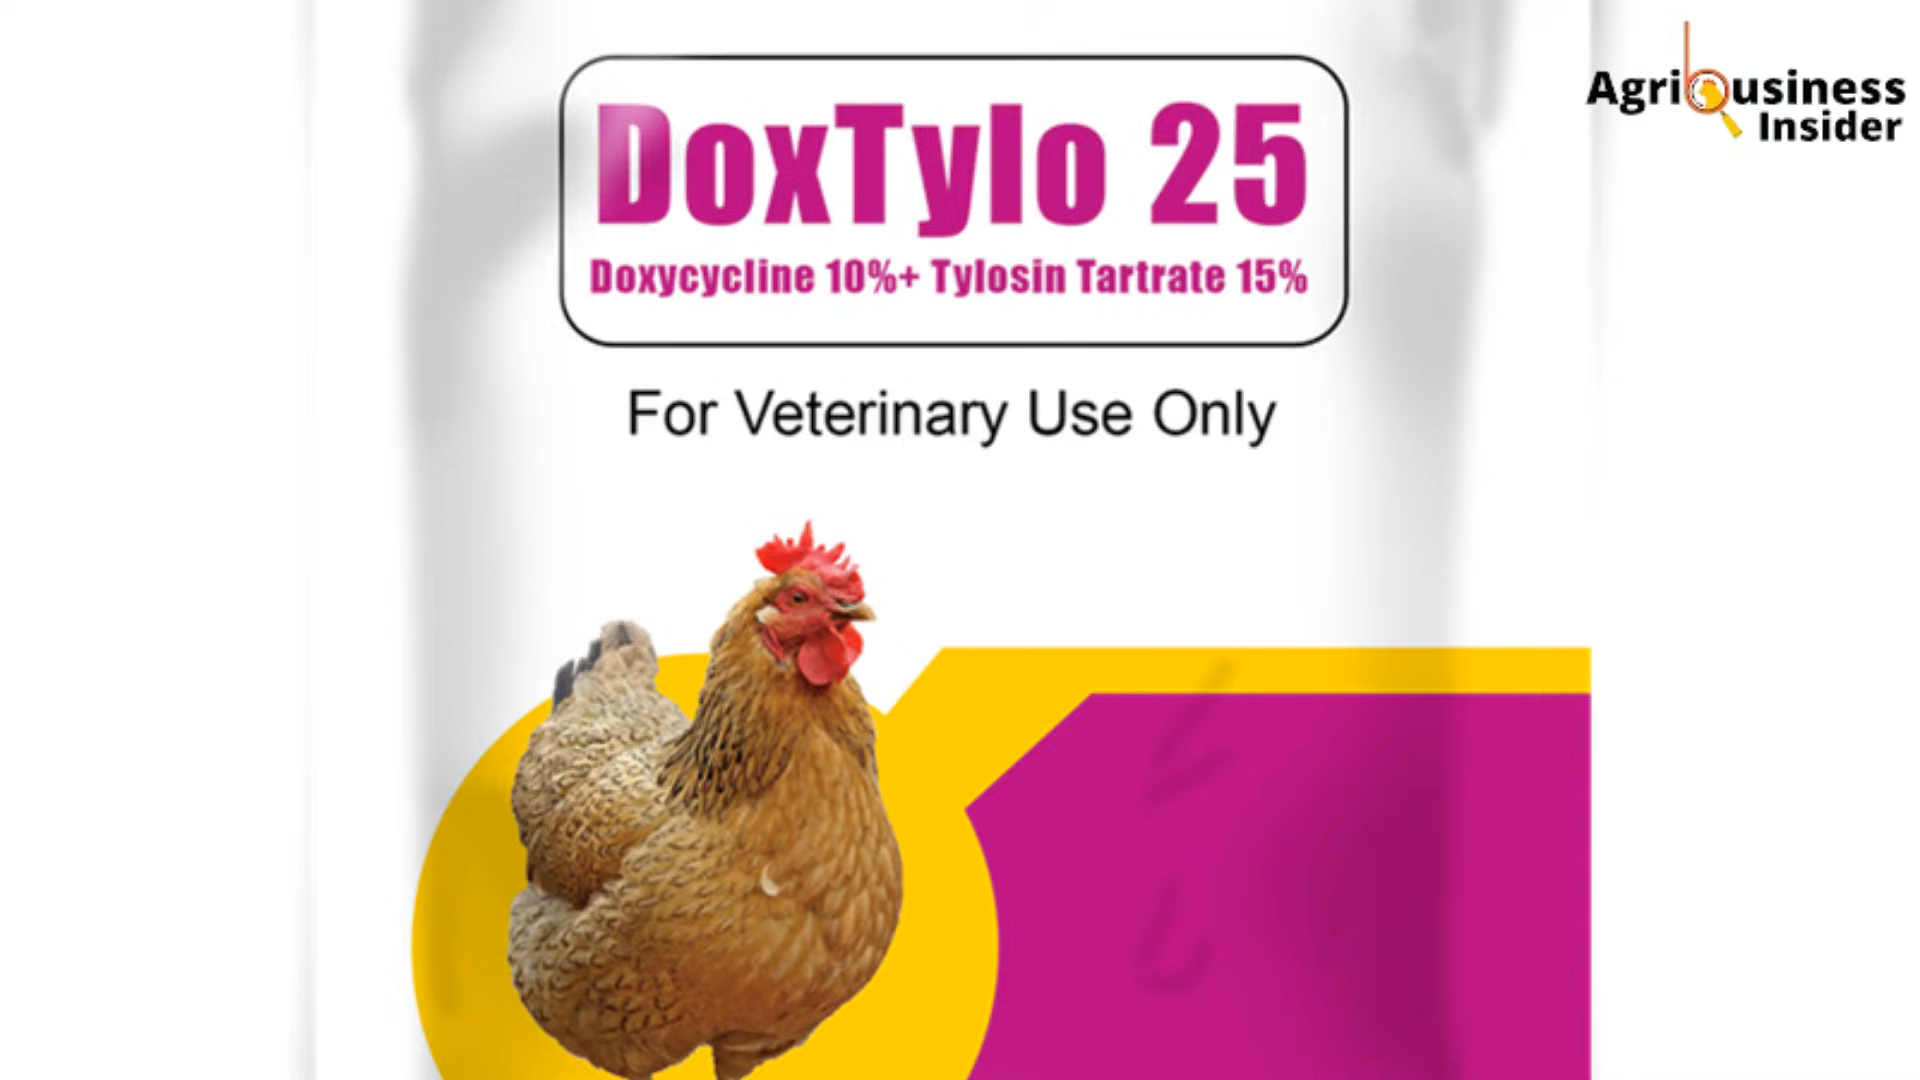 DoxTylo 25
Doxycycline 10%+ Tylosin Tartrate 15%
For Veterinary Use Only
Agribusiness
Insider